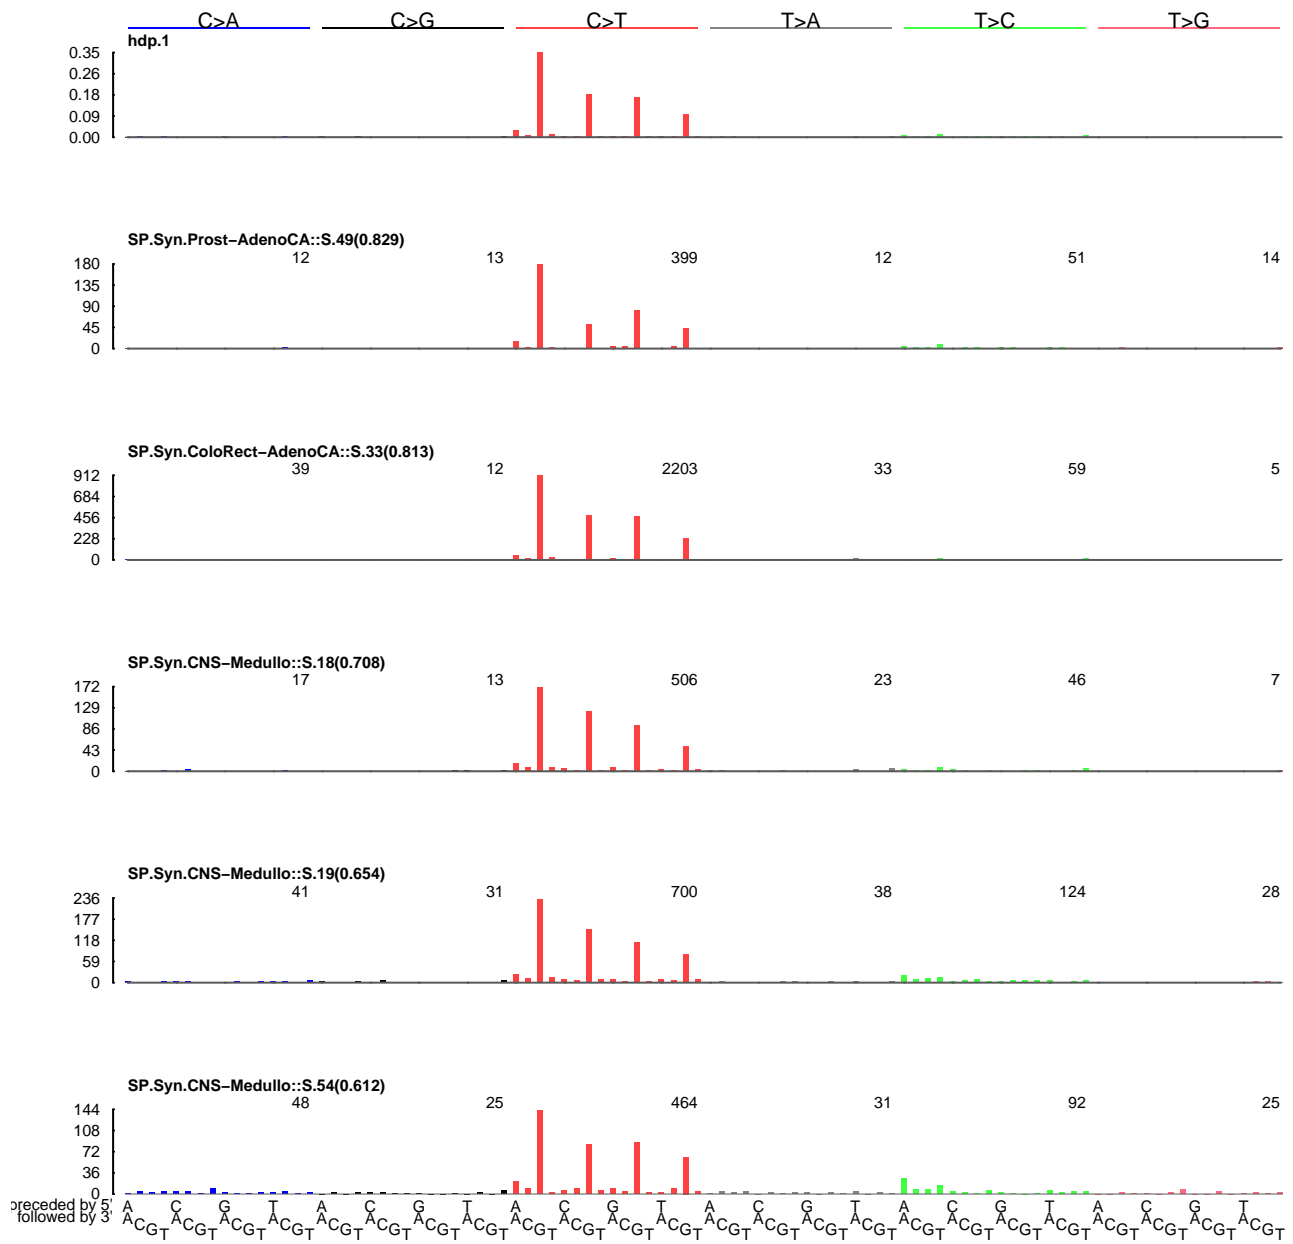 C>A C>G C>T T>A T>C T>G
hdp.1
0.35
0.26
0.18
0.09
0.00
SP.Syn.Prost−AdenoCA::S.49(0.829)
12 13 399 12 51 14
180
135
90
45
0
SP.Syn.ColoRect−AdenoCA::S.33(0.813)
39 12 2203 33 59 5
912
684
456
228
0
SP.Syn.CNS−Medullo::S.18(0.708)
17 13 506 23 46 7
172
129
86
43
0
SP.Syn.CNS−Medullo::S.19(0.654)
41 31 700 38 124 28
236
177
118
59
0
SP.Syn.CNS−Medullo::S.54(0.612)
48 25 464 31 92 25
144
108
72
36
0
preceded by 5' A C G T A C G T A C G T A C G T A C G T A C G T
followed by 3' A C G T A C G T A C G T A C G T A C G T A C G T A C G T A C G T A C G T A C G T A C G T A C G T A C G T A C G T A C G T A C G T A C G T A C G T A C G T A C G T A C G T A C G T A C G T A C G T